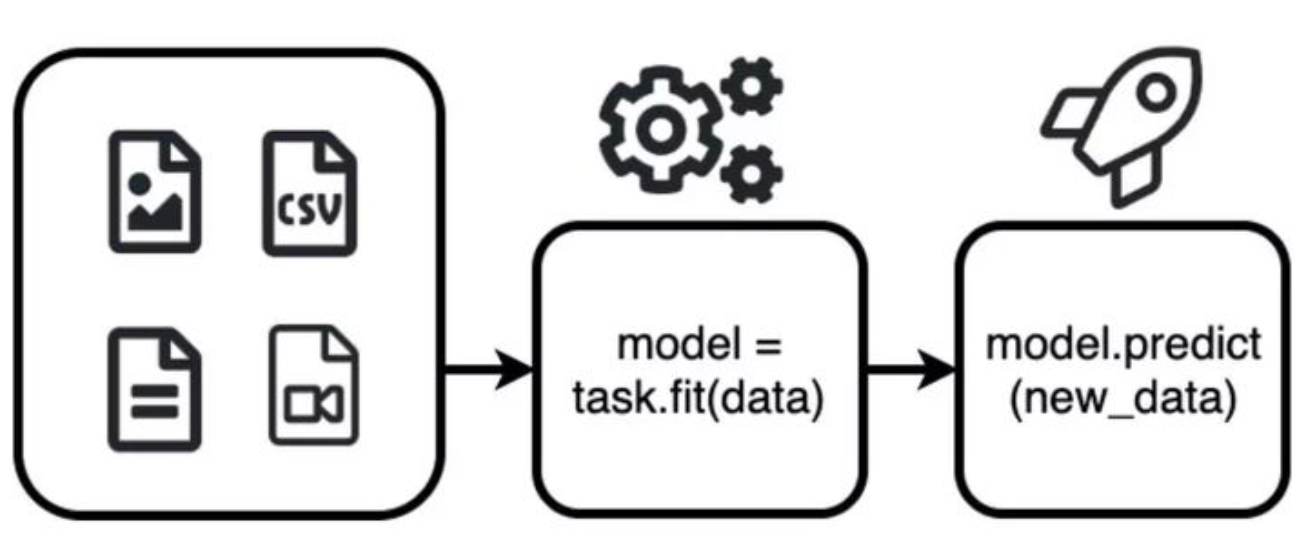 CSV
model =
task.fit(data)
model.predict
(new_data)